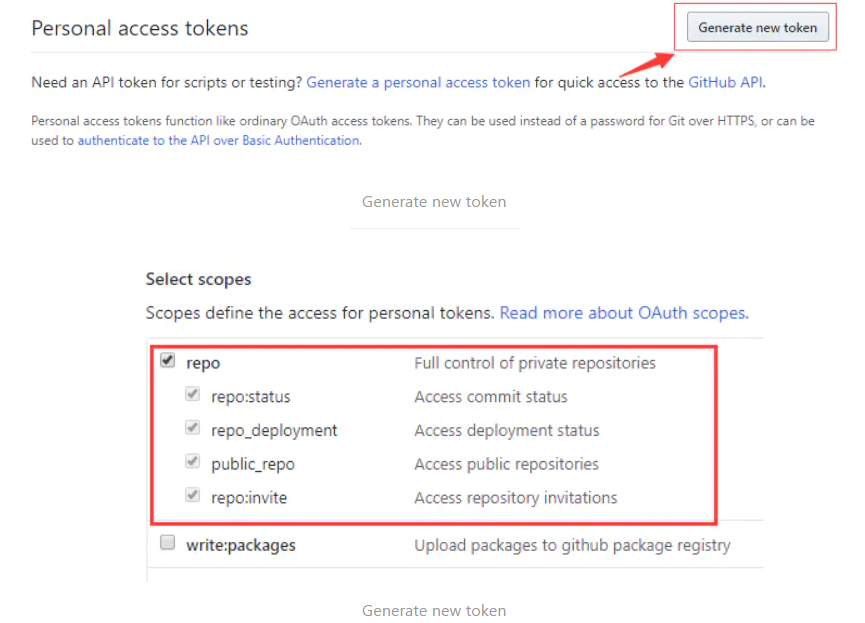 Personal access tokens
Generate new token
Need an API token for scripts or testing? Generate a personal access token for quick access to the GitHub API.
Personal access tokens function like ordinary OAuth access tokens. They can be used instead of a password for Git over HTTPS, or can be
used to authenticate to the API over Basic Authentication.
Generate new token
Select scopes
Scopes define the access for personal tokens. Read more about OAuth scopes.
repo Full control of private repositories
repo:status Access commit status
repo_deployment Access deployment status
public_repo Access public repositories
repo:invite Access repository invitations
write:packages Upload packages to github package registry
Generate new token